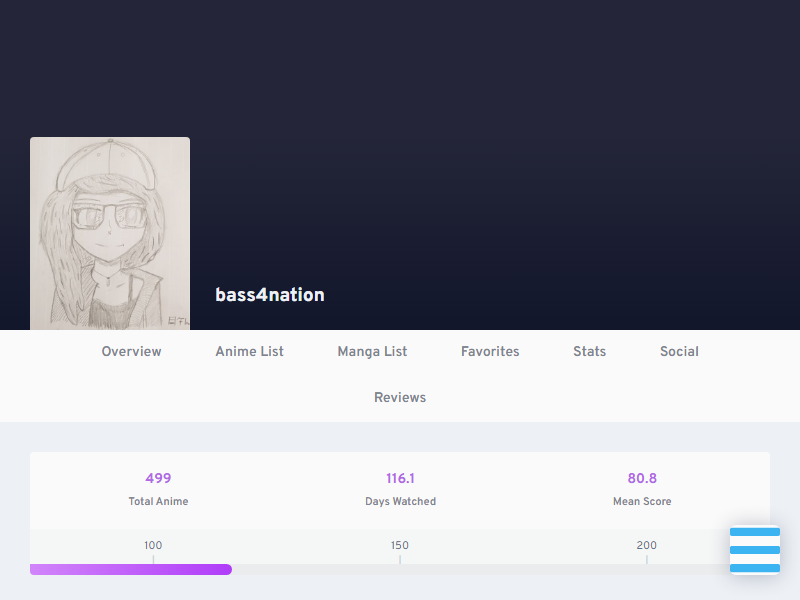 bass4nation
Overview Anime List Manga List Favorites Stats Social
Reviews
499 116.1 80.8
Total Anime Days Watched Mean Score
100 150 200